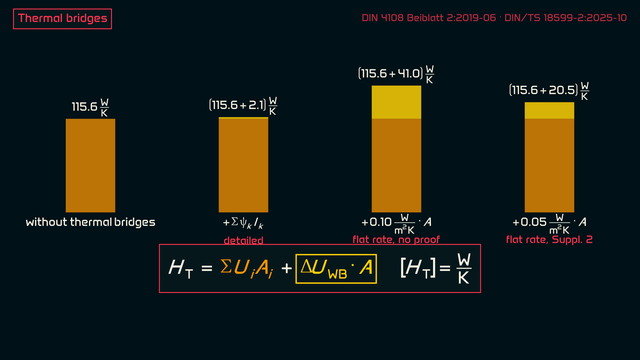 Thermal bridges
DIN 4108 Beiblatt 2:2019-06 · DIN/TS 18599-2:2025-10
115.6 W/K
(115.6 + 2.1) W/K
(115.6 + 41.0) W/K
(115.6 + 20.5) W/K
without thermal bridges
+ Σψₖ lₖ
detailed
+0.10 W/m²K · A
flat rate, no proof
+0.05 W/m²K · A
flat rate, Suppl. 2
H_T = ΣUᵢAᵢ + ΔU_WB · A [H_T] = W/K